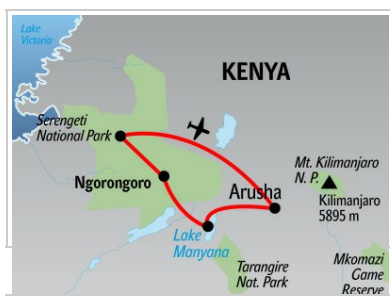 Lake
Victoria
KENYA
Serengeti
National Park
Mt. Kilimanjaro
N. P.
Ngorongoro
Arusha
Kilimanjaro
5895 m
Lake
Manyana
Tarangire
Nat. Park
Mkomazi
Game
Reserve